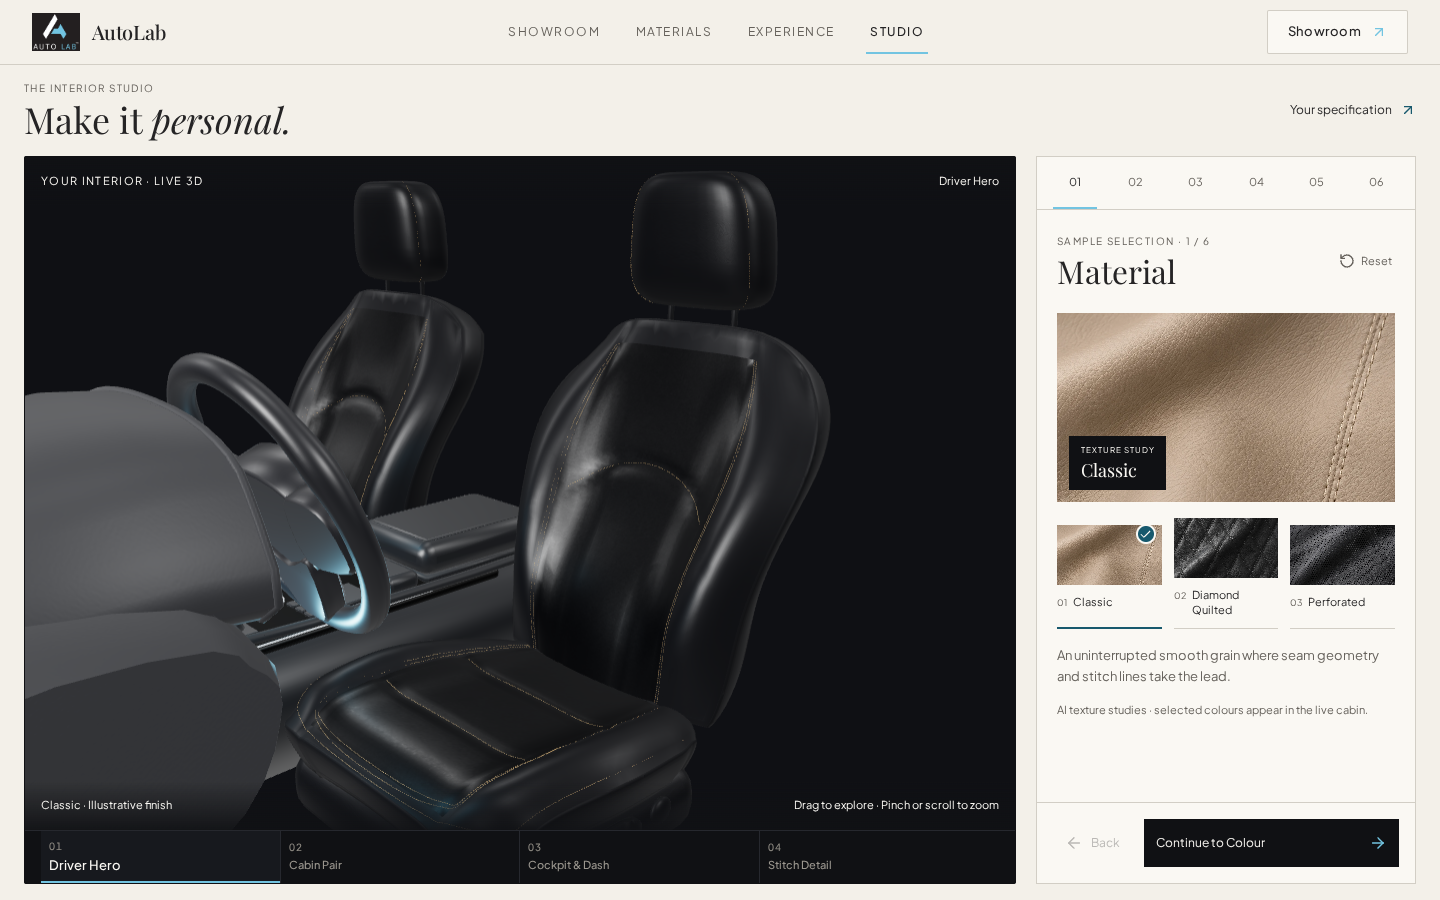 AUTO LAB
AutoLab
SHOWROOM
MATERIALS
EXPERIENCE
STUDIO
Showroom
THE INTERIOR STUDIO
Make it personal.
Your specification
YOUR INTERIOR · LIVE 3D
Driver Hero
Classic · Illustrative finish
Drag to explore · Pinch or scroll to zoom
01
Driver Hero
02
Cabin Pair
03
Cockpit & Dash
04
Stitch Detail
01
02
03
04
05
06
SAMPLE SELECTION · 1 / 6
Material
Reset
TEXTURE STUDY
Classic
01 Classic
02 Diamond
Quilted
03 Perforated
An uninterrupted smooth grain where seam geometry
and stitch lines take the lead.
AI texture studies · selected colours appear in the live cabin.
Back
Continue to Colour